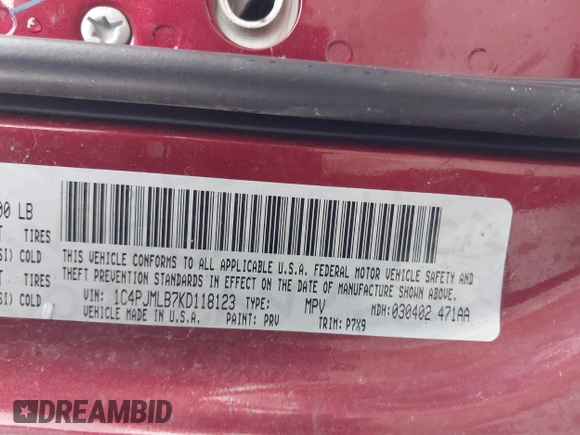 00 LB
TIRES
SI) COLD
TIRES
SI) COLD
THIS VEHICLE CONFORMS TO ALL APPLICABLE U.S.A. FEDERAL MOTOR VEHICLE SAFETY AND
THEFT PREVENTION STANDARDS IN EFFECT ON THE DATE OF MANUFACTURE SHOWN ABOVE.
VIN: 1C4PJMLB7KD118123 TYPE: MPV MDH:030402 471AA
VEHICLE MADE IN U.S.A. PAINT: PRV TRIM: P7X9
DREAMBID